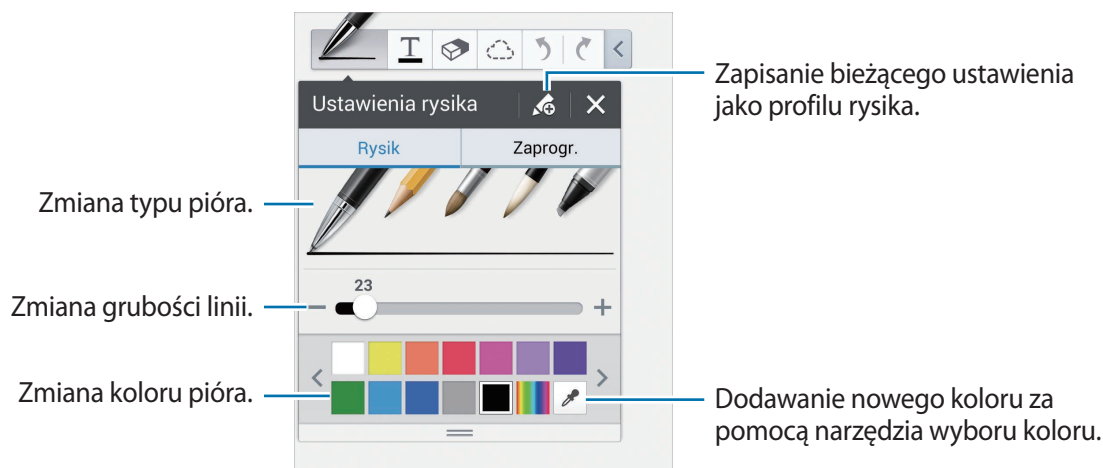 T
Ustawienia rysika
Zapisanie bieżącego ustawienia
jako profilu rysika.
Rysik
Zaprogr.
Zmiana typu pióra.
23
Zmiana grubości linii.
Zmiana koloru pióra.
Dodawanie nowego koloru za
pomocą narzędzia wyboru koloru.